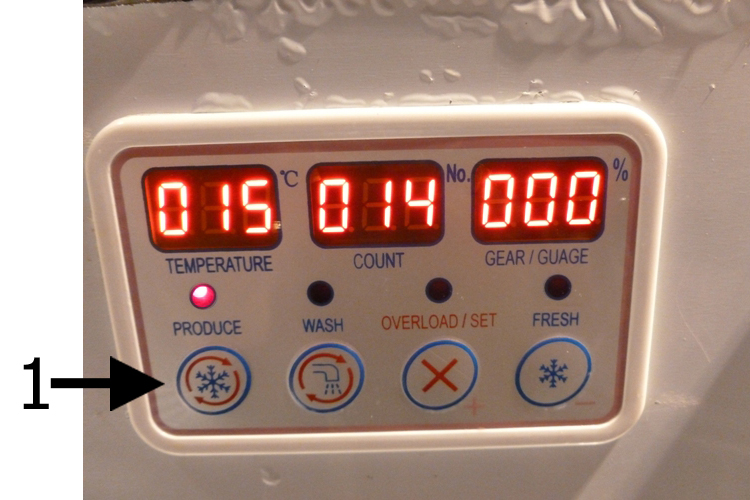 015 °C 014 No. 000 %
TEMPERATURE COUNT GEAR / GUAGE
PRODUCE WASH OVERLOAD / SET FRESH
1
+ −